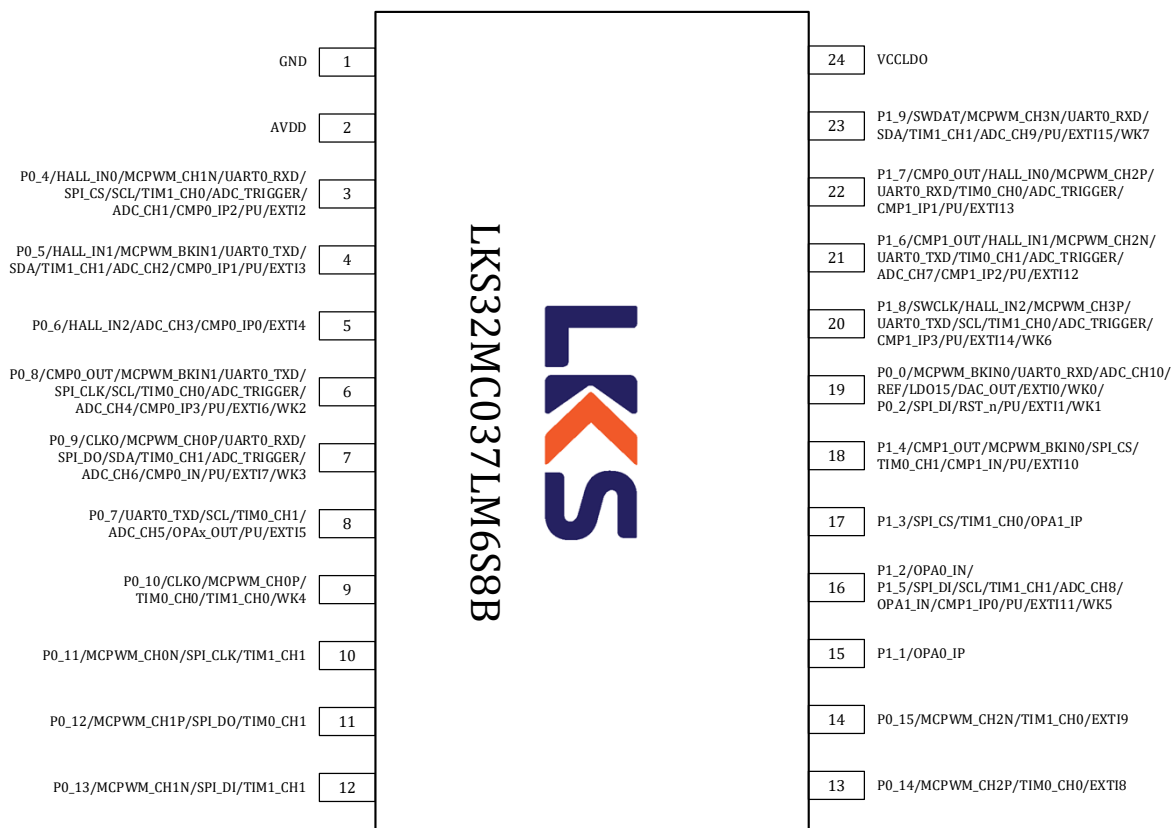 GND
1
AVDD
2
P0_4/HALL_IN0/MCPWM_CH1N/UART0_RXD/
SPI_CS/SCL/TIM1_CH0/ADC_TRIGGER/
ADC_CH1/CMP0_IP2/PU/EXTI2
3
P0_5/HALL_IN1/MCPWM_BKIN1/UART0_TXD/
SDA/TIM1_CH1/ADC_CH2/CMP0_IP1/PU/EXTI3
4
P0_6/HALL_IN2/ADC_CH3/CMP0_IP0/EXTI4
5
P0_8/CMP0_OUT/MCPWM_BKIN1/UART0_TXD/
SPI_CLK/SCL/TIM0_CH0/ADC_TRIGGER/
ADC_CH4/CMP0_IP3/PU/EXTI6/WK2
6
P0_9/CLKO/MCPWM_CH0P/UART0_RXD/
SPI_DO/SDA/TIM0_CH1/ADC_TRIGGER/
ADC_CH6/CMP0_IN/PU/EXTI7/WK3
7
P0_7/UART0_TXD/SCL/TIM0_CH1/
ADC_CH5/OPAx_OUT/PU/EXTI5
8
P0_10/CLKO/MCPWM_CH0P/
TIM0_CH0/TIM1_CH0/WK4
9
P0_11/MCPWM_CH0N/SPI_CLK/TIM1_CH1
10
P0_12/MCPWM_CH1P/SPI_DO/TIM0_CH1
11
P0_13/MCPWM_CH1N/SPI_DI/TIM1_CH1
12
LKS32MC037LM6S8B
LKS
24
VCCLDO
23
P1_9/SWDAT/MCPWM_CH3N/UART0_RXD/
SDA/TIM1_CH1/ADC_CH9/PU/EXTI15/WK7
22
P1_7/CMP0_OUT/HALL_IN0/MCPWM_CH2P/
UART0_RXD/TIM0_CH0/ADC_TRIGGER/
CMP1_IP1/PU/EXTI13
21
P1_6/CMP1_OUT/HALL_IN1/MCPWM_CH2N/
UART0_TXD/TIM0_CH1/ADC_TRIGGER/
ADC_CH7/CMP1_IP2/PU/EXTI12
20
P1_8/SWCLK/HALL_IN2/MCPWM_CH3P/
UART0_TXD/SCL/TIM1_CH0/ADC_TRIGGER/
CMP1_IP3/PU/EXTI14/WK6
19
P0_0/MCPWM_BKIN0/UART0_RXD/ADC_CH10/
REF/LDO15/DAC_OUT/EXTI0/WK0/
P0_2/SPI_DI/RST_n/PU/EXTI1/WK1
18
P1_4/CMP1_OUT/MCPWM_BKIN0/SPI_CS/
TIM0_CH1/CMP1_IN/PU/EXTI10
17
P1_3/SPI_CS/TIM1_CH0/OPA1_IP
16
P1_2/OPA0_IN/
P1_5/SPI_DI/SCL/TIM1_CH1/ADC_CH8/
OPA1_IN/CMP1_IP0/PU/EXTI11/WK5
15
P1_1/OPA0_IP
14
P0_15/MCPWM_CH2N/TIM1_CH0/EXTI9
13
P0_14/MCPWM_CH2P/TIM0_CH0/EXTI8